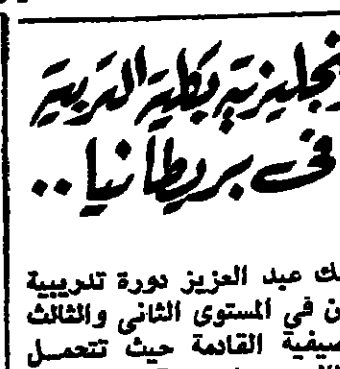 نجليزية بكلية التربية
في بريطانيا ..
ك عبد العزيز دورة تدريبية
ن في المستوى الثاني والثالث
صيفية القادمة حيث تتحمل